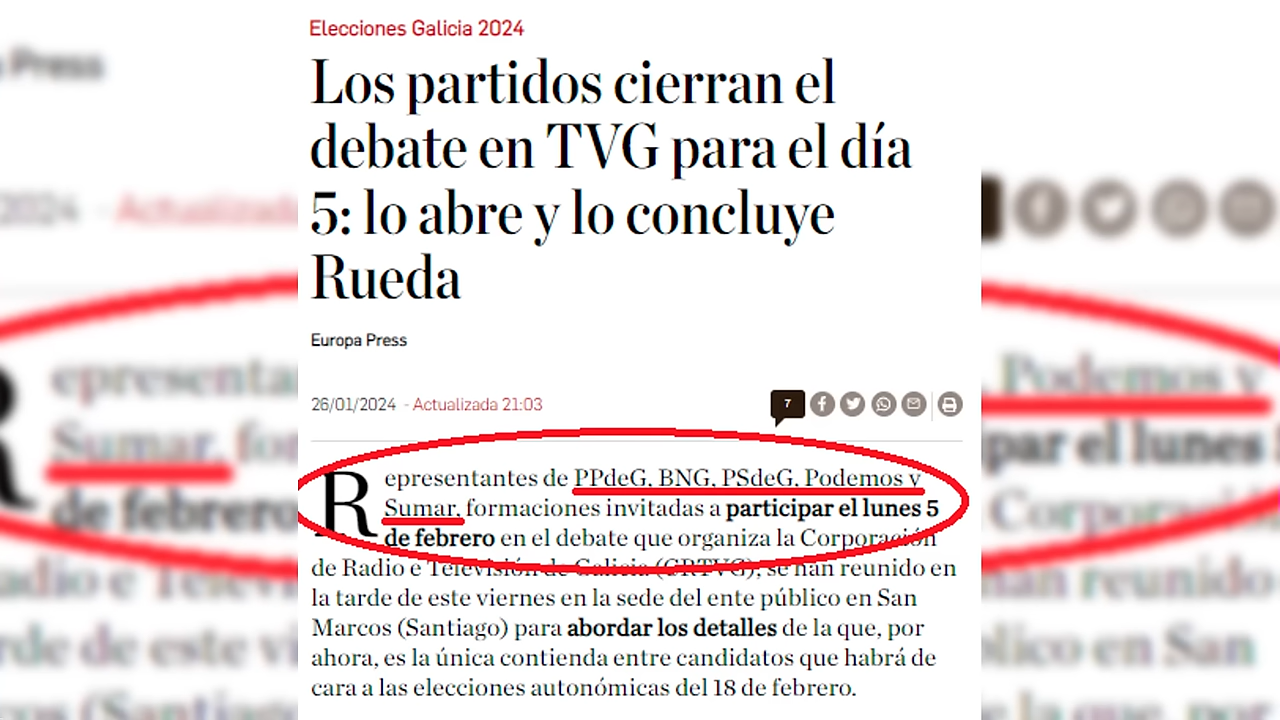 Elecciones Galicia 2024
Los partidos cierran el
debate en TVG para el día
5: lo abre y lo concluye
Rueda
Europa Press
26/01/2024 - Actualizada 21:03
7
Representantes de PPdeG, BNG, PSdeG, Podemos y
Sumar, formaciones invitadas a participar el lunes 5
de febrero en el debate que organiza la Corporación
de Radio e Televisión de Galicia (CRTVG), se han reunido en
la tarde de este viernes en la sede del ente público en San
Marcos (Santiago) para abordar los detalles de la que, por
ahora, es la única contienda entre candidatos que habrá de
cara a las elecciones autonómicas del 18 de febrero.